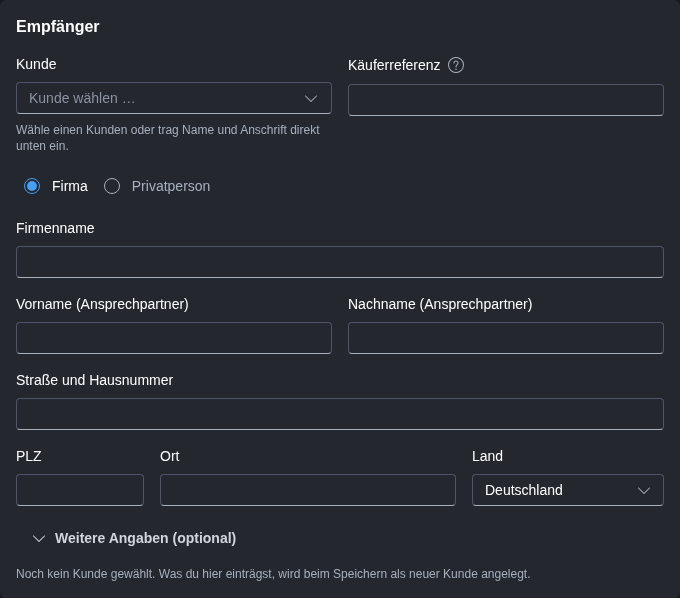 Empfänger
Kunde
Käuferreferenz ?
Kunde wählen …
Wähle einen Kunden oder trag Name und Anschrift direkt
unten ein.
Firma
Privatperson
Firmenname
Vorname (Ansprechpartner)
Nachname (Ansprechpartner)
Straße und Hausnummer
PLZ
Ort
Land
Deutschland
Weitere Angaben (optional)
Noch kein Kunde gewählt. Was du hier einträgst, wird beim Speichern als neuer Kunde angelegt.